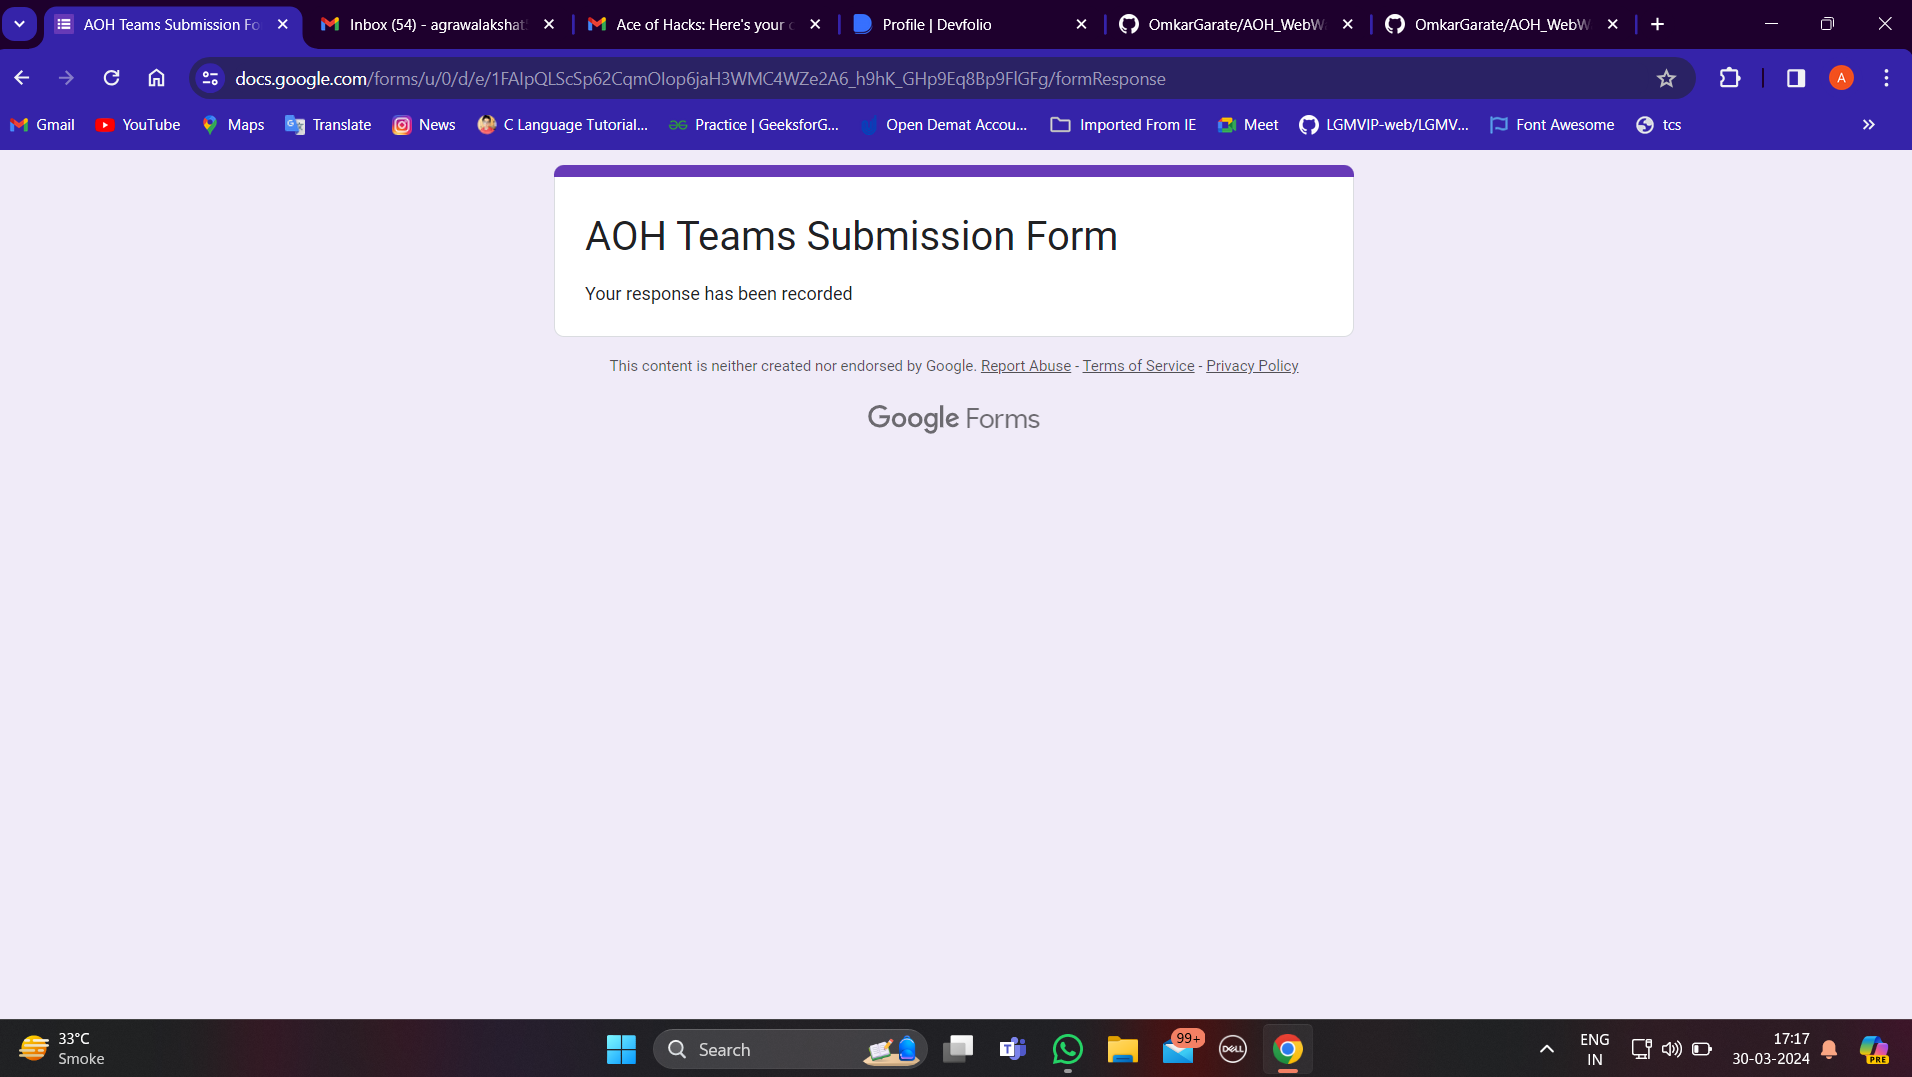 AOH Teams Submission Fo
Inbox (54) - agrawalakshat
Ace of Hacks: Here's your
Profile | Devfolio
OmkarGarate/AOH_WebW
OmkarGarate/AOH_WebW
docs.google.com/forms/u/0/d/e/1FAIpQLScSp62CqmOIop6jaH3WMC4WZe2A6_h9hK_GHp9Eq8Bp9FlGFg/formResponse
A
Gmail
YouTube
Maps
Translate
News
C Language Tutorial...
Practice | GeeksforG...
Open Demat Accou...
Imported From IE
Meet
LGMVIP-web/LGMV...
Font Awesome
tcs
AOH Teams Submission Form
Your response has been recorded
This content is neither created nor endorsed by Google. Report Abuse - Terms of Service - Privacy Policy
Google Forms
33°C
Smoke
Search
99+
DELL
ENG
IN
17:17
30-03-2024
PRE